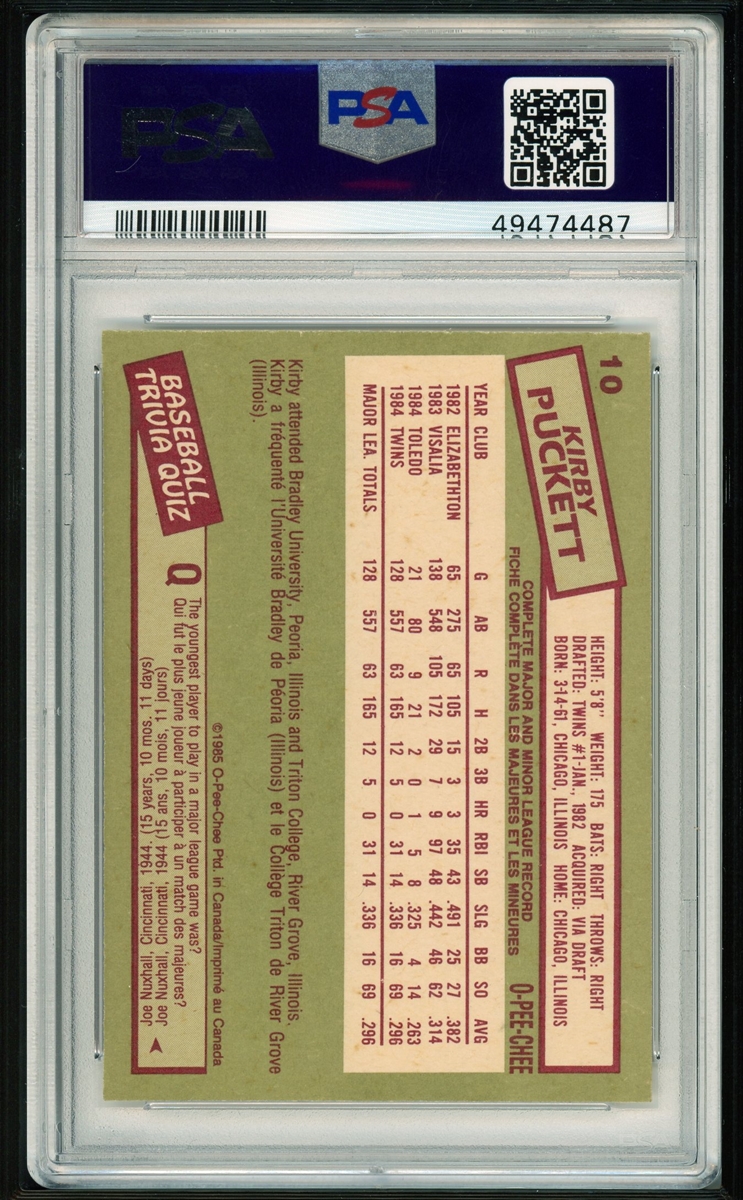 PSA
PSA
49474487
10
KIRBY
PUCKETT
HEIGHT: 5'8" WEIGHT: 175 BATS: RIGHT THROWS: RIGHT
DRAFTED: TWINS #1-JAN., 1982 ACQUIRED: VIA DRAFT
BORN: 3-14-61, CHICAGO, ILLINOIS HOME: CHICAGO, ILLINOIS
COMPLETE MAJOR AND MINOR LEAGUE RECORD
FICHE COMPLÈTE DANS LES MAJEURES ET LES MINEURES
O-PEE-CHEE
YEAR CLUB G AB R H 2B 3B HR RBI SB SLG BB SO AVG
1982 ELIZABETHTON 65 275 65 105 15 3 3 35 43 .491 25 27 .382
1983 VISALIA 138 548 105 172 29 7 9 97 48 .442 46 62 .314
1984 TOLEDO 21 80 9 21 2 0 1 5 8 .325 4 14 .263
1984 TWINS 128 557 63 165 12 5 0 31 14 .336 16 69 .296
MAJOR LEA. TOTALS 128 557 63 165 12 5 0 31 14 .336 16 69 .296
Kirby attended Bradley University, Peoria, Illinois and Triton College, River Grove, Illinois.
Kirby a fréquenté l'Université Bradley de Péoria (Illinois) et le Collège Triton de River Grove
(Illinois).
©1985 O-Pee-Chee Ptd. in Canada/Imprimé au Canada
BASEBALL
TRIVIA QUIZ
Q
The youngest player to play in a major league game was?
Qui fut le plus jeune joueur à participer à un match des majeures?
Joe Nuxhall, Cincinnati, 1944 (15 ans, 10 mois, 11 jours)
Joe Nuxhall, Cincinnati, 1944. (15 years, 10 mos. 11 days)